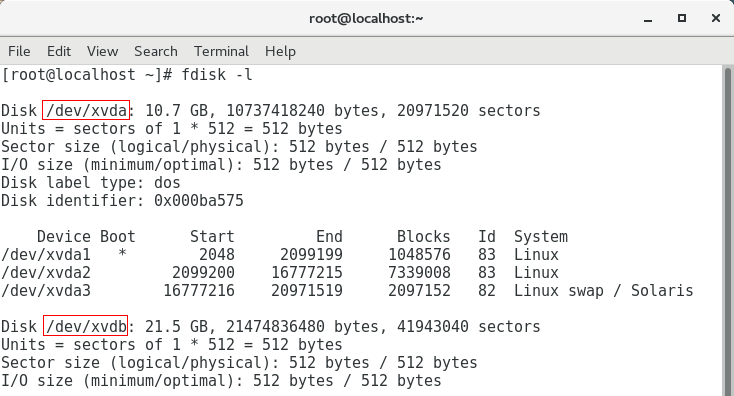 root@localhost:~
File Edit View Search Terminal Help
[root@localhost ~]# fdisk -l
Disk /dev/xvda: 10.7 GB, 10737418240 bytes, 20971520 sectors
Units = sectors of 1 * 512 = 512 bytes
Sector size (logical/physical): 512 bytes / 512 bytes
I/O size (minimum/optimal): 512 bytes / 512 bytes
Disk label type: dos
Disk identifier: 0x000ba575
Device Boot Start End Blocks Id System
/dev/xvda1 * 2048 2099199 1048576 83 Linux
/dev/xvda2 2099200 16777215 7339008 83 Linux
/dev/xvda3 16777216 20971519 2097152 82 Linux swap / Solaris
Disk /dev/xvdb: 21.5 GB, 21474836480 bytes, 41943040 sectors
Units = sectors of 1 * 512 = 512 bytes
Sector size (logical/physical): 512 bytes / 512 bytes
I/O size (minimum/optimal): 512 bytes / 512 bytes